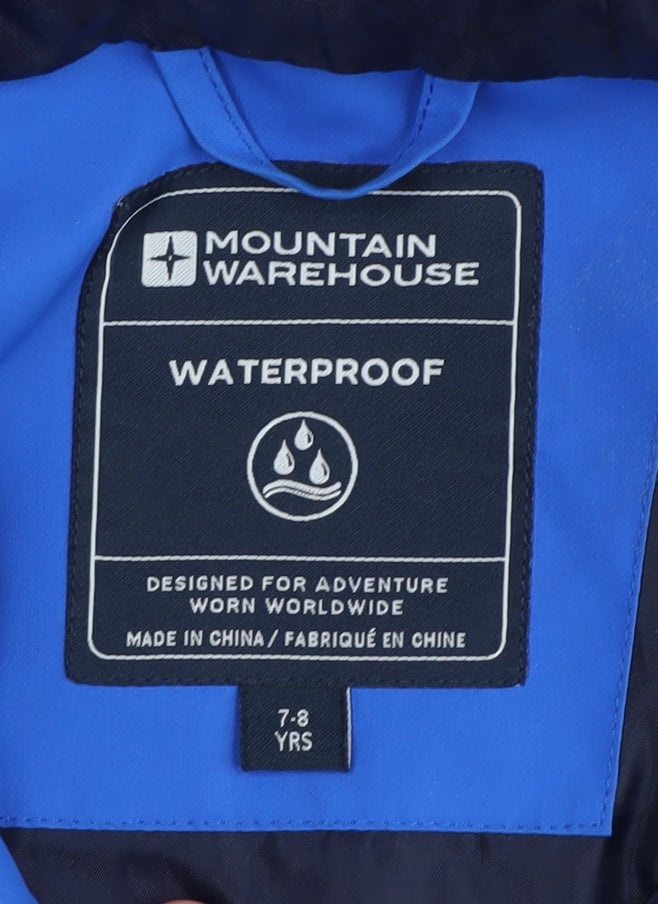 MOUNTAIN
WAREHOUSE
WATERPROOF
DESIGNED FOR ADVENTURE
WORN WORLDWIDE
MADE IN CHINA / FABRIQUÉ EN CHINE
7-8
YRS